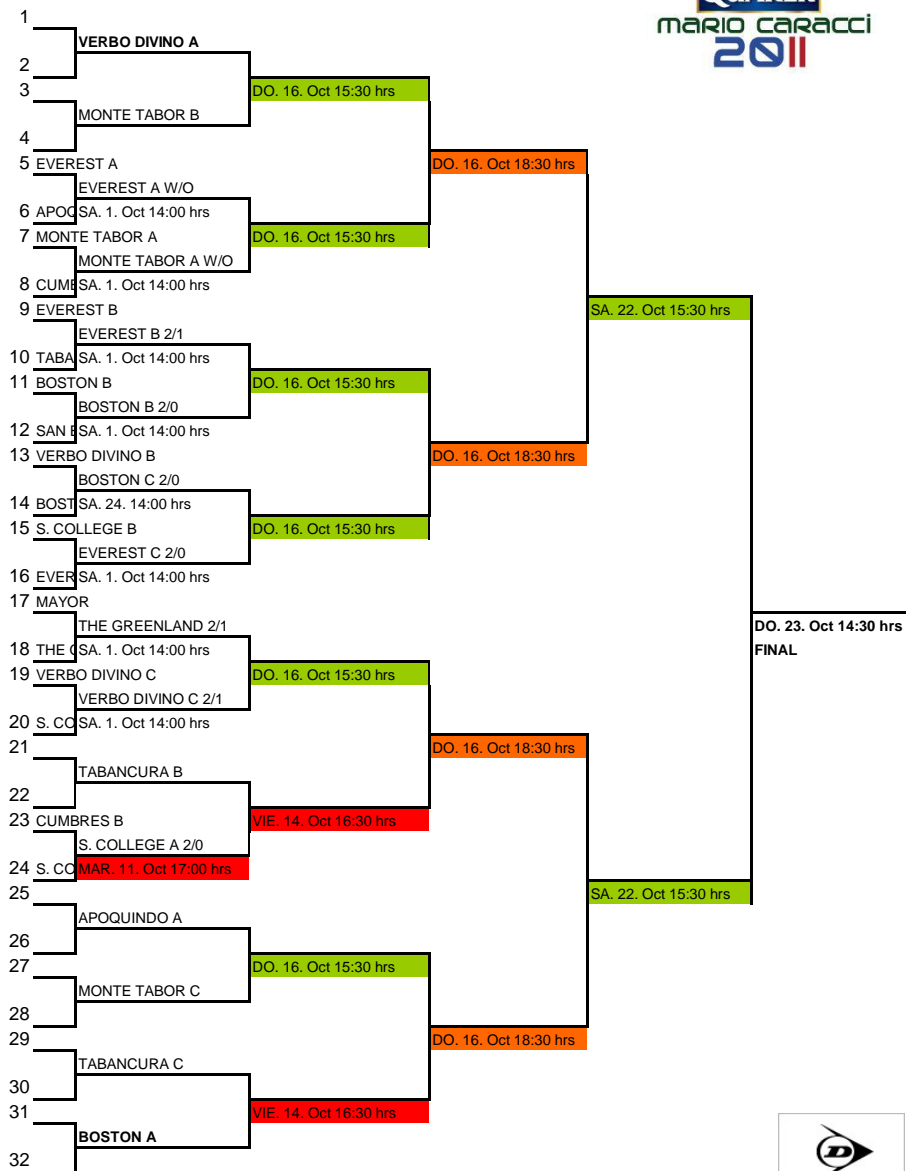 QUAKER
MARIO CARACCI
2011
1
VERBO DIVINO A
2
3
DO. 16. Oct 15:30 hrs
MONTE TABOR B
4
5 EVEREST A
DO. 16. Oct 18:30 hrs
EVEREST A W/O
6 APOQ SA. 1. Oct 14:00 hrs
7 MONTE TABOR A
DO. 16. Oct 15:30 hrs
MONTE TABOR A W/O
8 CUMB SA. 1. Oct 14:00 hrs
9 EVEREST B
SA. 22. Oct 15:30 hrs
EVEREST B 2/1
10 TABA SA. 1. Oct 14:00 hrs
11 BOSTON B
DO. 16. Oct 15:30 hrs
BOSTON B 2/0
12 SAN SA. 1. Oct 14:00 hrs
13 VERBO DIVINO B
DO. 16. Oct 18:30 hrs
BOSTON C 2/0
14 BOST SA. 24. 14:00 hrs
15 S. COLLEGE B
DO. 16. Oct 15:30 hrs
EVEREST C 2/0
16 EVER SA. 1. Oct 14:00 hrs
17 MAYOR
THE GREENLAND 2/1
DO. 23. Oct 14:30 hrs
18 THE SA. 1. Oct 14:00 hrs
FINAL
19 VERBO DIVINO C
DO. 16. Oct 15:30 hrs
VERBO DIVINO C 2/1
20 S. CO SA. 1. Oct 14:00 hrs
21
DO. 16. Oct 18:30 hrs
TABANCURA B
22
23 CUMBRES B
VIE. 14. Oct 16:30 hrs
S. COLLEGE A 2/0
24 S. CO MAR. 11. Oct 17:00 hrs
25
SA. 22. Oct 15:30 hrs
APOQUINDO A
26
27
DO. 16. Oct 15:30 hrs
MONTE TABOR C
28
29
DO. 16. Oct 18:30 hrs
TABANCURA C
30
31
VIE. 14. Oct 16:30 hrs
BOSTON A
32